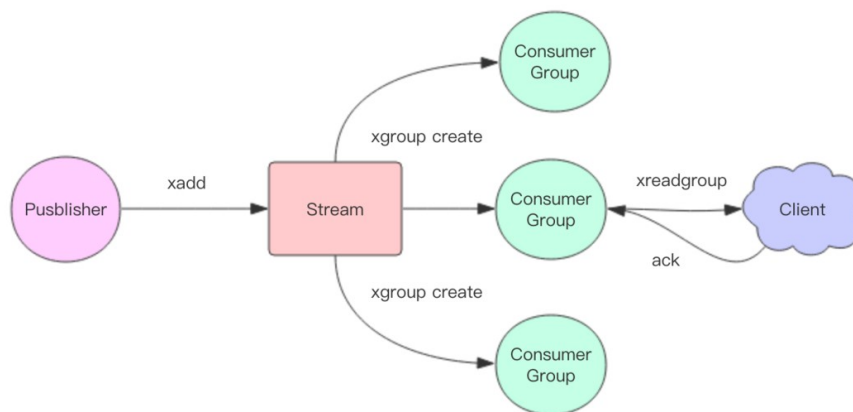 Consumer
Group
xgroup create
xadd
xreadgroup
Pusblisher
Stream
Consumer
Group
Client
ack
xgroup create
Consumer
Group